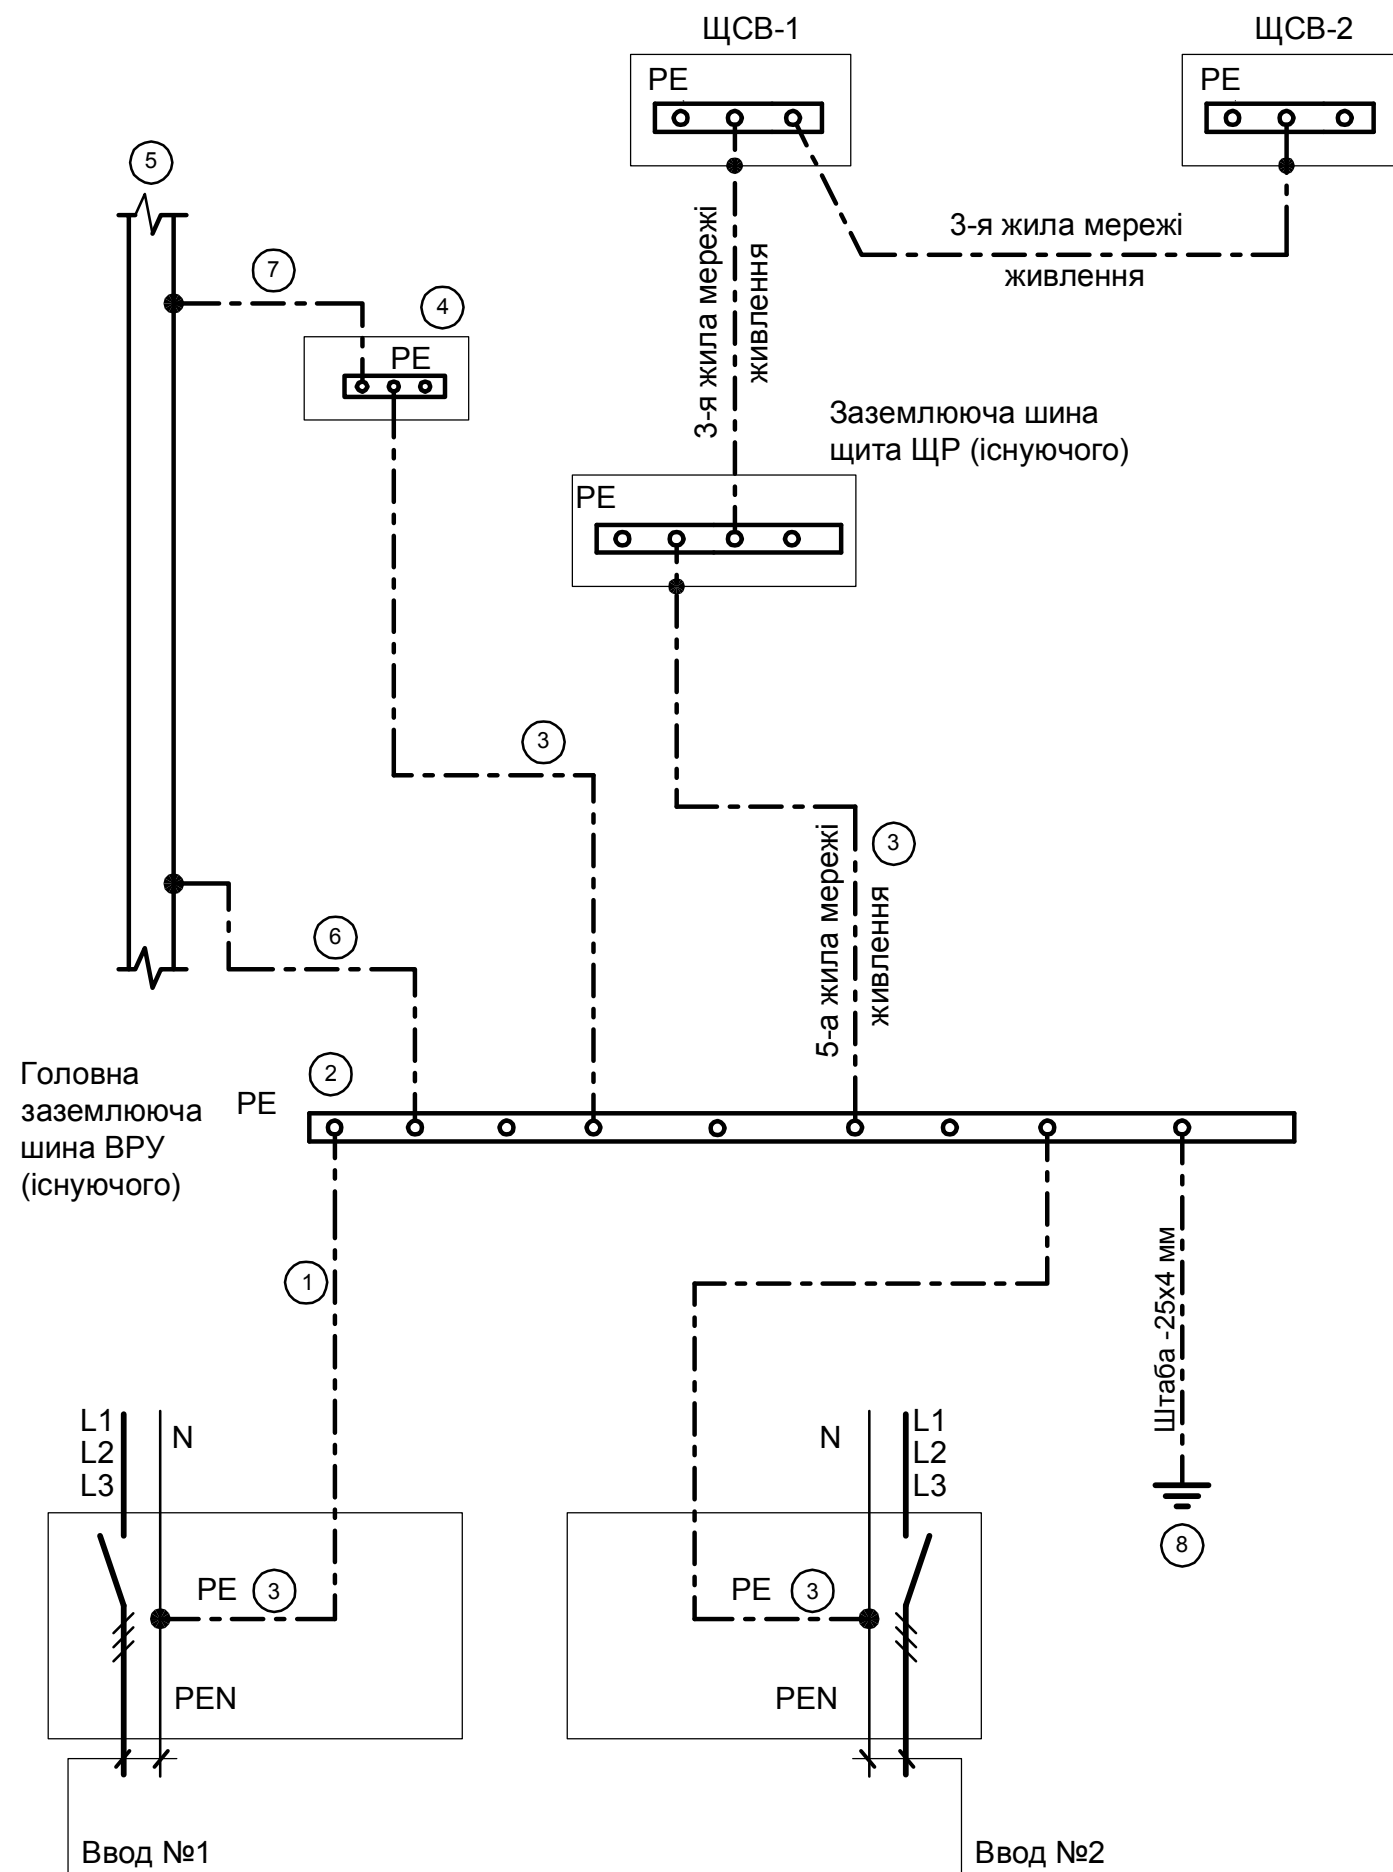 ЩСВ-1
ЩСВ-2
PE
PE
5
3-я жила мережі
живлення
3-я жила мережі
живлення
7
4
PE
Заземлююча шина
щита ЩР (існуючого)
PE
3
3
5-а жила мережі
живлення
6
Головна
заземлююча
шина ВРУ
(існуючого)
PE
2
1
Штаба -25х4 мм
L1
L2
L3
N
N
L1
L2
L3
8
PE
3
PE
3
PEN
PEN
Ввод №1
Ввод №2